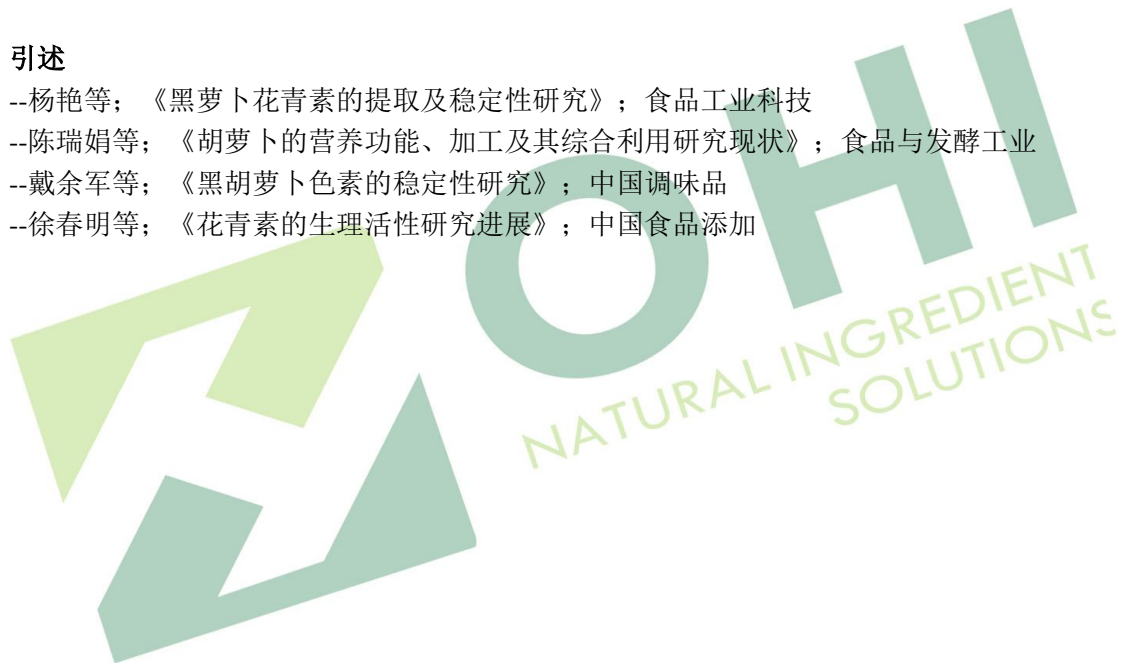 引述
--杨艳等；《黑萝卜花青素的提取及稳定性研究》；食品工业科技
--陈瑞娟等；《胡萝卜的营养功能、加工及其综合利用研究现状》；食品与发酵工业
--戴余军等；《黑胡萝卜色素的稳定性研究》；中国调味品
--徐春明等；《花青素的生理活性研究进展》；中国食品添加
OHI
NATURAL INGREDIENT
SOLUTIONS